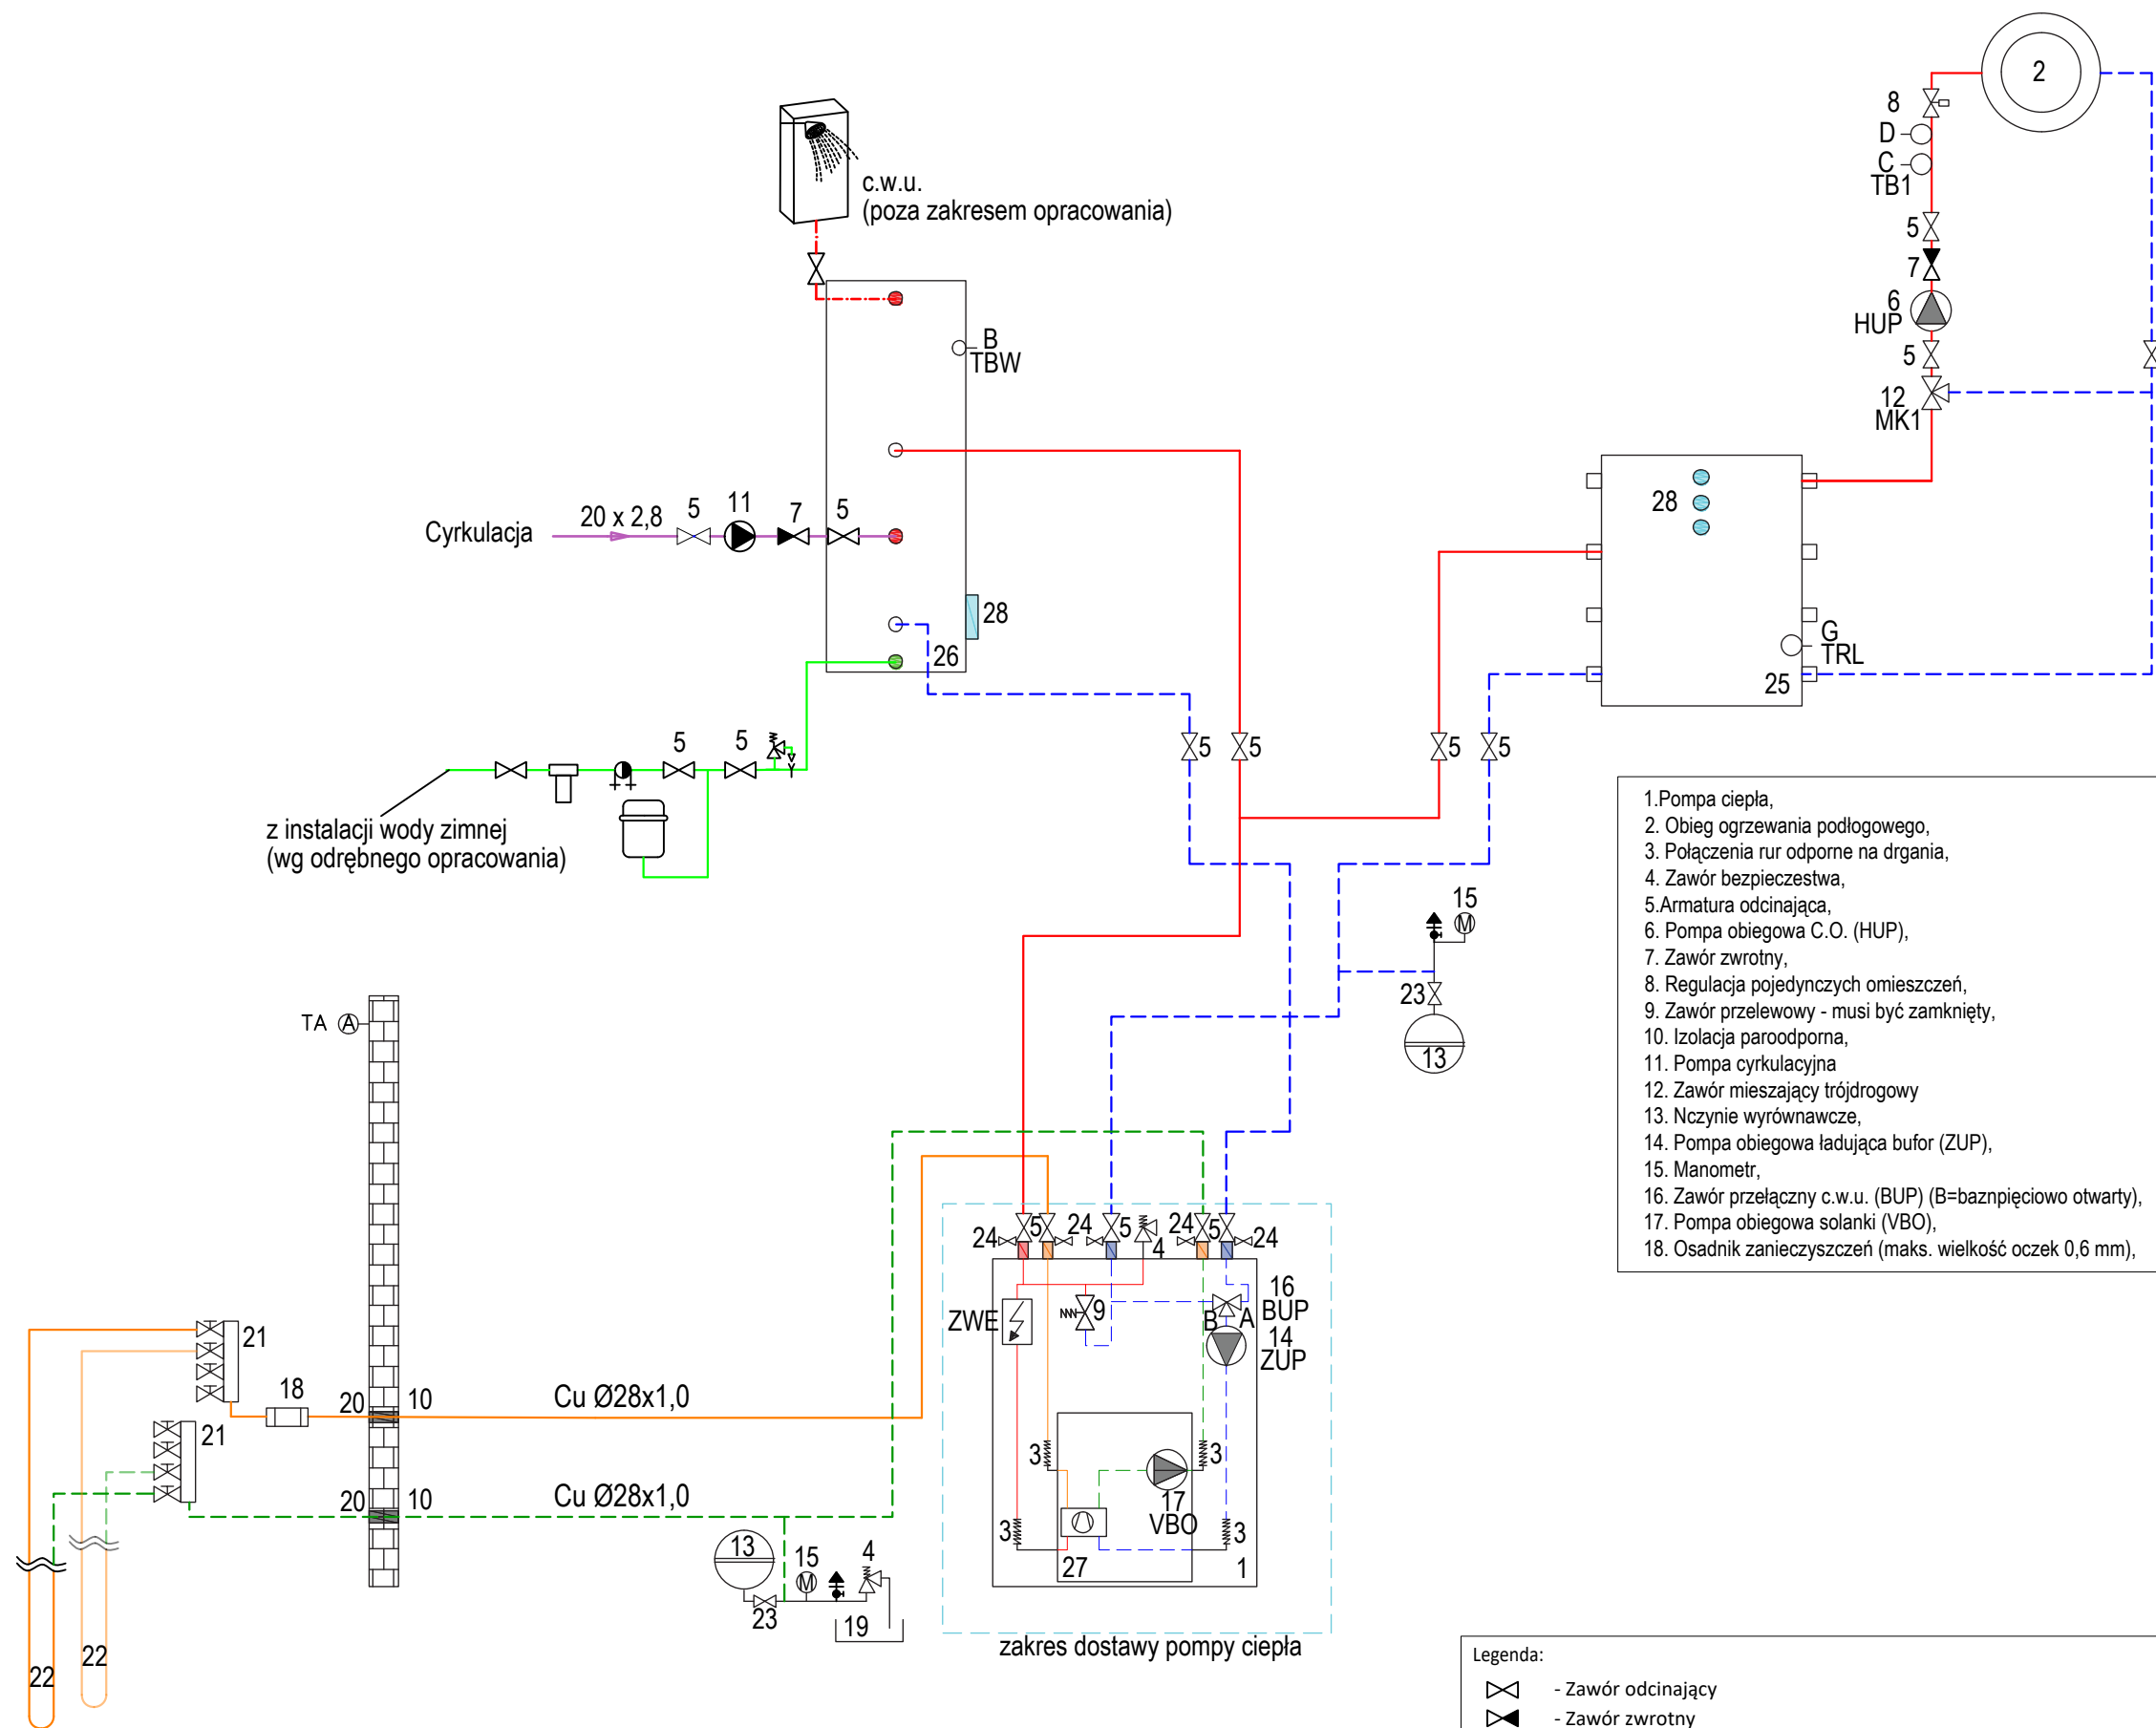 2
8
D
C
TB1
5
7
6
HUP
5
12
MK1
c.w.u.
(poza zakresem opracowania)
B
TBW
Cyrkulacja
20 x 2,8
5
11
7
5
28
26
28
G
TRL
25
5
5
5
5
5
5
z instalacji wody zimnej
(wg odrębnego opracowania)
15
M
23
13
1.Pompa ciepła,
2. Obieg ogrzewania podłogowego,
3. Połączenia rur odporne na drgania,
4. Zawór bezpieczestwa,
5.Armatura odcinająca,
6. Pompa obiegowa C.O. (HUP),
7. Zawór zwrotny,
8. Regulacja pojedynczych omieszczeń,
9. Zawór przelewowy - musi być zamknięty,
10. Izolacja paroodporna,
11. Pompa cyrkulacyjna
12. Zawór mieszający trójdrogowy
13. Nczynie wyrównawcze,
14. Pompa obiegowa ładująca bufor (ZUP),
15. Manometr,
16. Zawór przełączny c.w.u. (BUP) (B=baznpięciowo otwarty),
17. Pompa obiegowa solanki (VBO),
18. Osadnik zanieczyszczeń (maks. wielkość oczek 0,6 mm),
TA A
24
5
24
5
4
24
5
24
ZWE
9
16
BUP
B A
14
ZUP
21
18
20
10
Cu Ø28x1,0
21
20
10
Cu Ø28x1,0
3
3
17
VBO
3
3
27
1
13
15
M
4
23
19
zakres dostawy pompy ciepła
22
22
Legenda:
- Zawór odcinający
- Zawór zwrotny